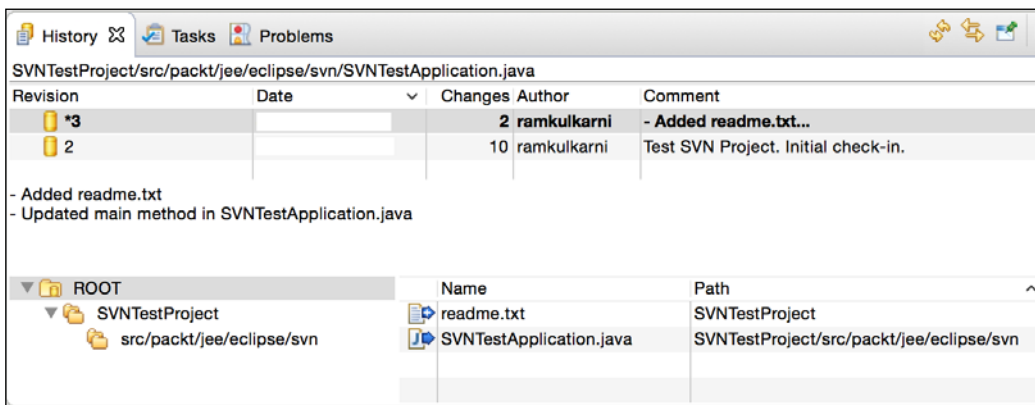 History Tasks Problems
SVNTestProject/src/packt/jee/eclipse/svn/SVNTestApplication.java
Revision Date Changes Author Comment
*3 2 ramkulkarni - Added readme.txt...
2 10 ramkulkarni Test SVN Project. Initial check-in.
- Added readme.txt
- Updated main method in SVNTestApplication.java
ROOT Name Path
SVNTestProject readme.txt SVNTestProject
src/packt/jee/eclipse/svn SVNTestApplication.java SVNTestProject/src/packt/jee/eclipse/svn